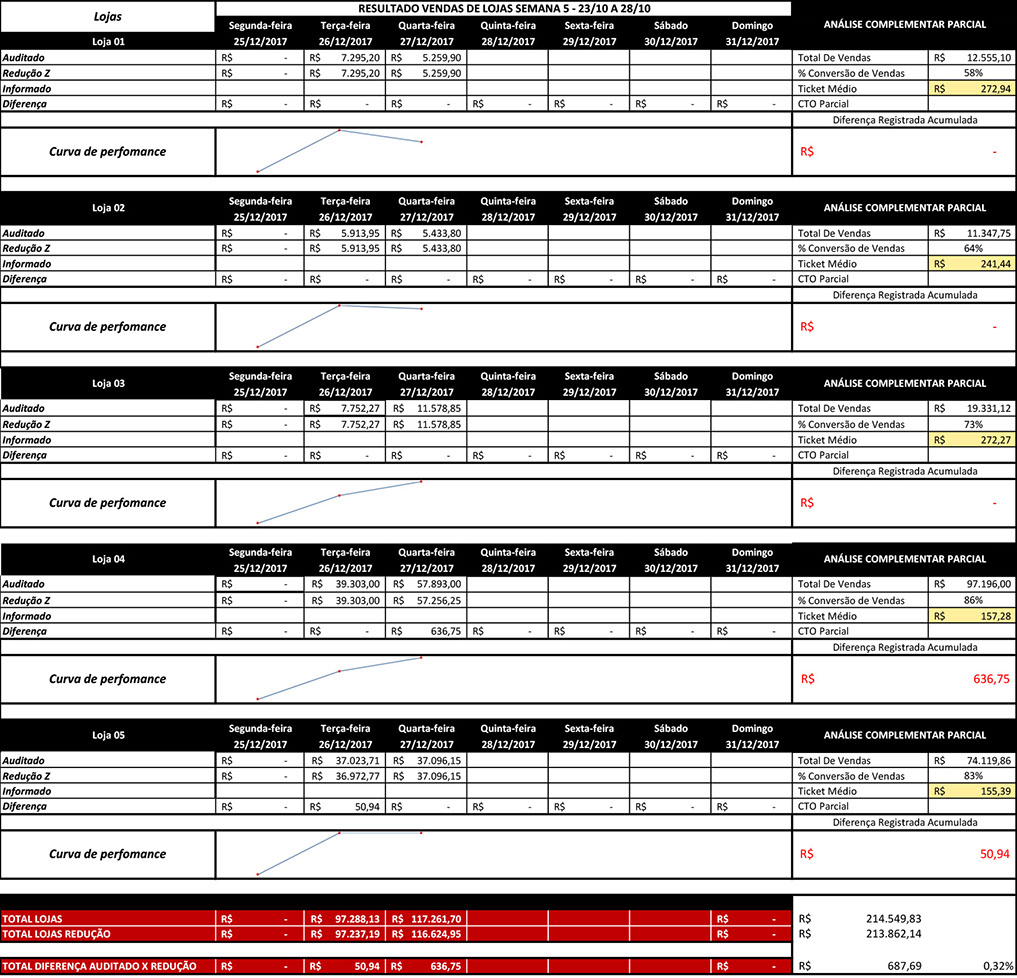 Lojas RESULTADO VENDAS DE LOJAS SEMANA 5 - 23/10 A 28/10 ANÁLISE COMPLEMENTAR PARCIAL
Segunda-feira Terça-feira Quarta-feira Quinta-feira Sexta-feira Sábado Domingo
Loja 01 25/12/2017 26/12/2017 27/12/2017 28/12/2017 29/12/2017 30/12/2017 31/12/2017
Auditado R$ - R$ 7.295,20 R$ 5.259,90 Total De Vendas R$ 12.555,10
Redução Z R$ - R$ 7.295,20 R$ 5.259,90 % Conversão de Vendas 58%
Informado Ticket Médio R$ 272,94
Diferença R$ - R$ - R$ - R$ - R$ - R$ - R$ - CTO Parcial
Diferença Registrada Acumulada
Curva de perfomance R$ -
Loja 02 Segunda-feira Terça-feira Quarta-feira Quinta-feira Sexta-feira Sábado Domingo ANÁLISE COMPLEMENTAR PARCIAL
25/12/2017 26/12/2017 27/12/2017 28/12/2017 29/12/2017 30/12/2017 31/12/2017
Auditado R$ - R$ 5.913,95 R$ 5.433,80 Total De Vendas R$ 11.347,75
Redução Z R$ - R$ 5.913,95 R$ 5.433,80 % Conversão de Vendas 64%
Informado Ticket Médio R$ 241,44
Diferença R$ - R$ - R$ - R$ - R$ - R$ - R$ - CTO Parcial
Diferença Registrada Acumulada
Curva de perfomance R$ -
Loja 03 Segunda-feira Terça-feira Quarta-feira Quinta-feira Sexta-feira Sábado Domingo ANÁLISE COMPLEMENTAR PARCIAL
25/12/2017 26/12/2017 27/12/2017 28/12/2017 29/12/2017 30/12/2017 31/12/2017
Auditado R$ - R$ 7.752,27 R$ 11.578,85 Total De Vendas R$ 19.331,12
Redução Z R$ - R$ 7.752,27 R$ 11.578,85 % Conversão de Vendas 73%
Informado Ticket Médio R$ 272,27
Diferença R$ - R$ - R$ - R$ - R$ - R$ - R$ - CTO Parcial
Diferença Registrada Acumulada
Curva de perfomance R$ -
Loja 04 Segunda-feira Terça-feira Quarta-feira Quinta-feira Sexta-feira Sábado Domingo ANÁLISE COMPLEMENTAR PARCIAL
25/12/2017 26/12/2017 27/12/2017 28/12/2017 29/12/2017 30/12/2017 31/12/2017
Auditado R$ - R$ 39.303,00 R$ 57.893,00 Total De Vendas R$ 97.196,00
Redução Z R$ - R$ 39.303,00 R$ 57.256,25 % Conversão de Vendas 86%
Informado Ticket Médio R$ 157,28
Diferença R$ - R$ - R$ 636,75 R$ - R$ - R$ - R$ - CTO Parcial
Diferença Registrada Acumulada
Curva de perfomance R$ 636,75
Loja 05 Segunda-feira Terça-feira Quarta-feira Quinta-feira Sexta-feira Sábado Domingo ANÁLISE COMPLEMENTAR PARCIAL
25/12/2017 26/12/2017 27/12/2017 28/12/2017 29/12/2017 30/12/2017 31/12/2017
Auditado R$ - R$ 37.023,71 R$ 37.096,15 Total De Vendas R$ 74.119,86
Redução Z R$ - R$ 36.972,77 R$ 37.096,15 % Conversão de Vendas 83%
Informado Ticket Médio R$ 155,39
Diferença R$ - R$ 50,94 R$ - R$ - R$ - R$ - R$ - CTO Parcial
Diferença Registrada Acumulada
Curva de perfomance R$ 50,94
TOTAL LOJAS R$ - R$ 97.288,13 R$ 117.261,70 R$ - R$ 214.549,83
TOTAL LOJAS REDUÇÃO R$ - R$ 97.237,19 R$ 116.624,95 R$ - R$ 213.862,14
TOTAL DIFERENÇA AUDITADO X REDUÇÃO R$ - R$ 50,94 R$ 636,75 R$ - R$ 687,69 0,32%